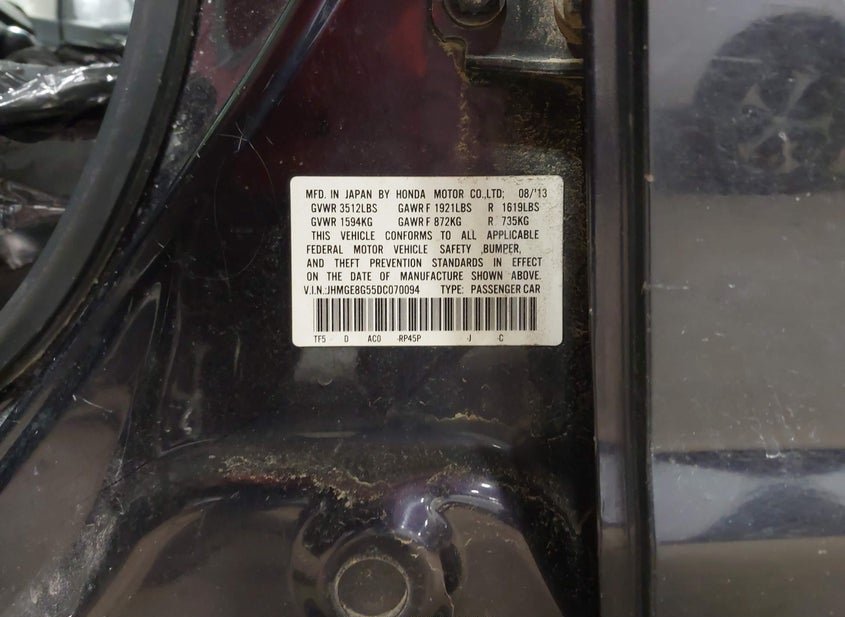 MFD. IN JAPAN BY HONDA MOTOR CO.,LTD; 08/'13
GVWR 3512LBS GAWR F 1921LBS R 1619LBS
GVWR 1594KG GAWR F 872KG R 735KG
THIS VEHICLE CONFORMS TO ALL APPLICABLE
FEDERAL MOTOR VEHICLE SAFETY ,BUMPER,
AND THEFT PREVENTION STANDARDS IN EFFECT
ON THE DATE OF MANUFACTURE SHOWN ABOVE.
V.I.N.:JHMGE8G55DC070094 TYPE: PASSENGER CAR
TF5 D AC0 -RP45P J C